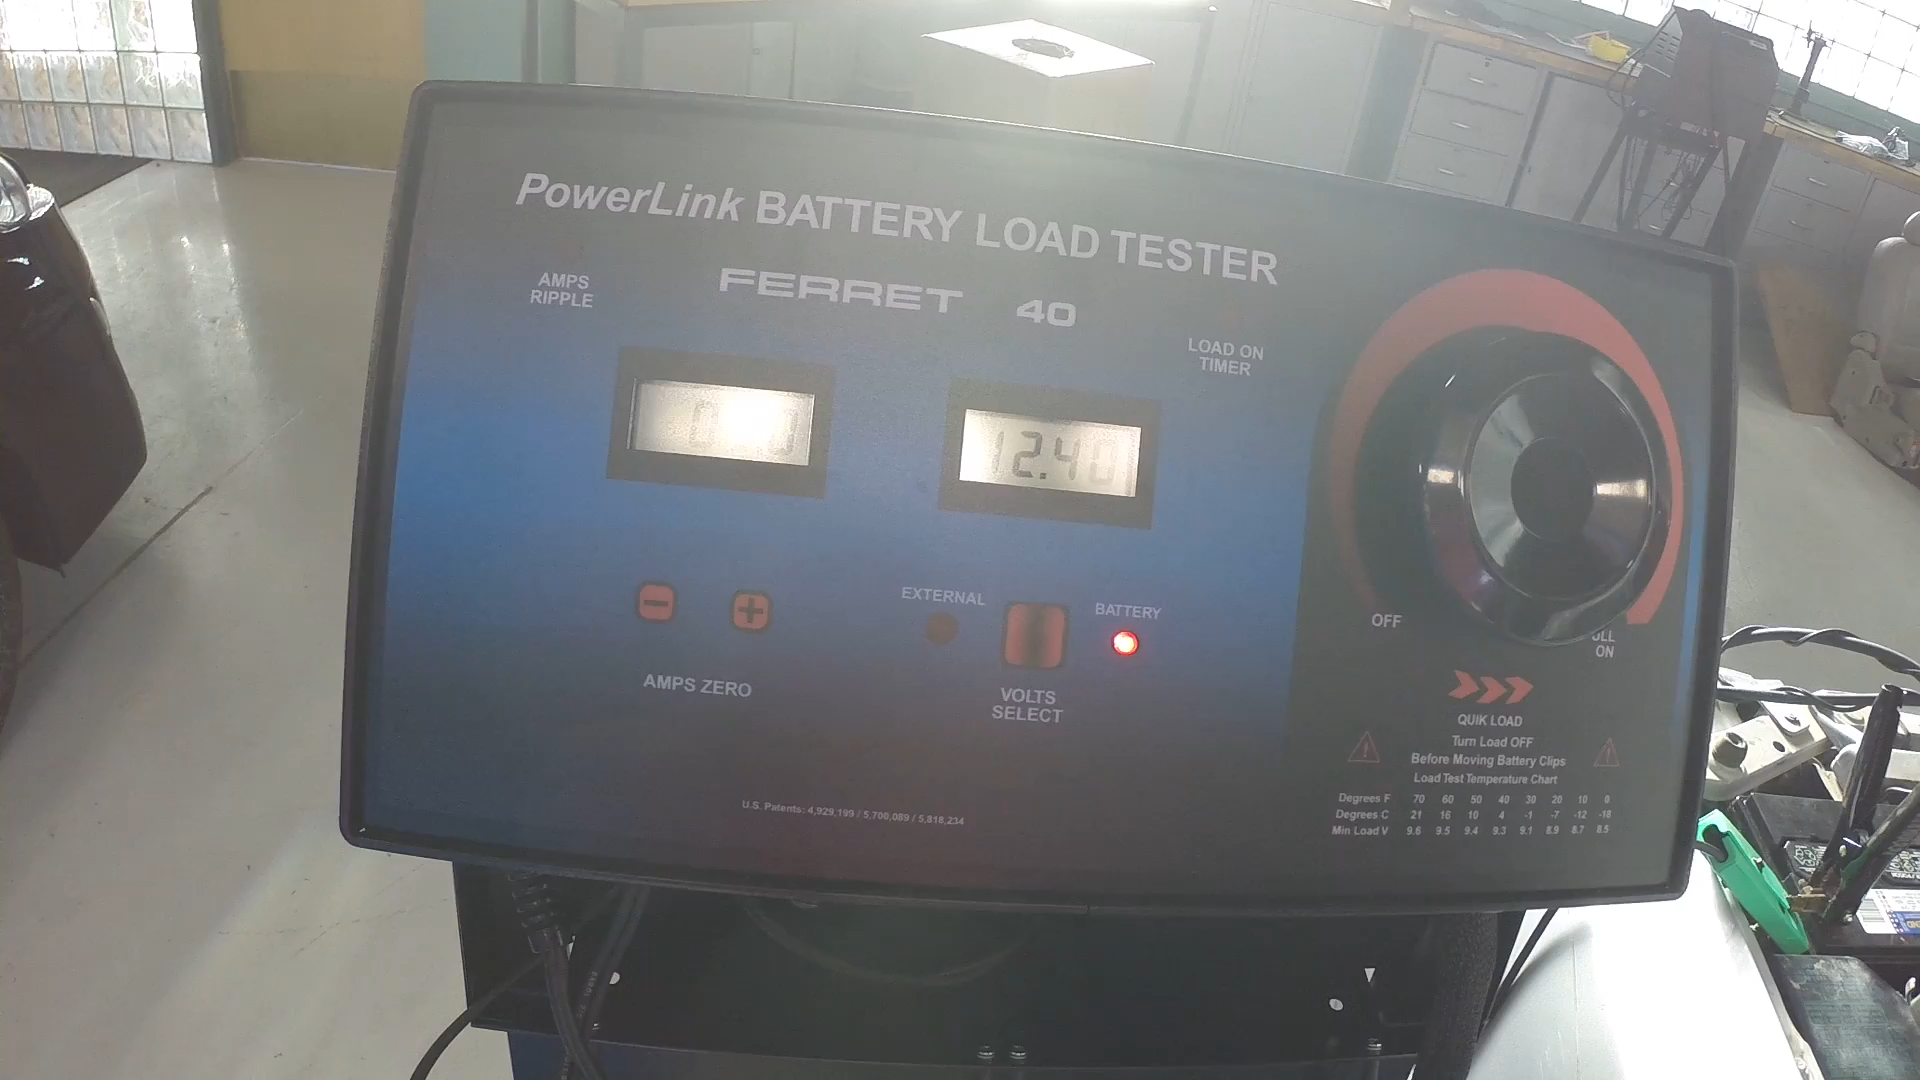 PowerLink BATTERY LOAD TESTER
FERRET 40
AMPS
RIPPLE
LOAD ON
TIMER
12.40
EXTERNAL
BATTERY
- +
AMPS ZERO
VOLTS
SELECT
OFF
ON
QUIK LOAD
Turn Load OFF
Before Moving Battery Clips
Load Test Temperature Chart
Degrees F 70 60 50 40 30 20 10 0
Degrees C 21 16 10 4 -1 -7 -12 -18
Min Load V 9.6 9.5 9.4 9.3 9.1 8.9 8.7 8.5
U.S. Patents: 4,929,199 / 5,700,089 / 5,818,234